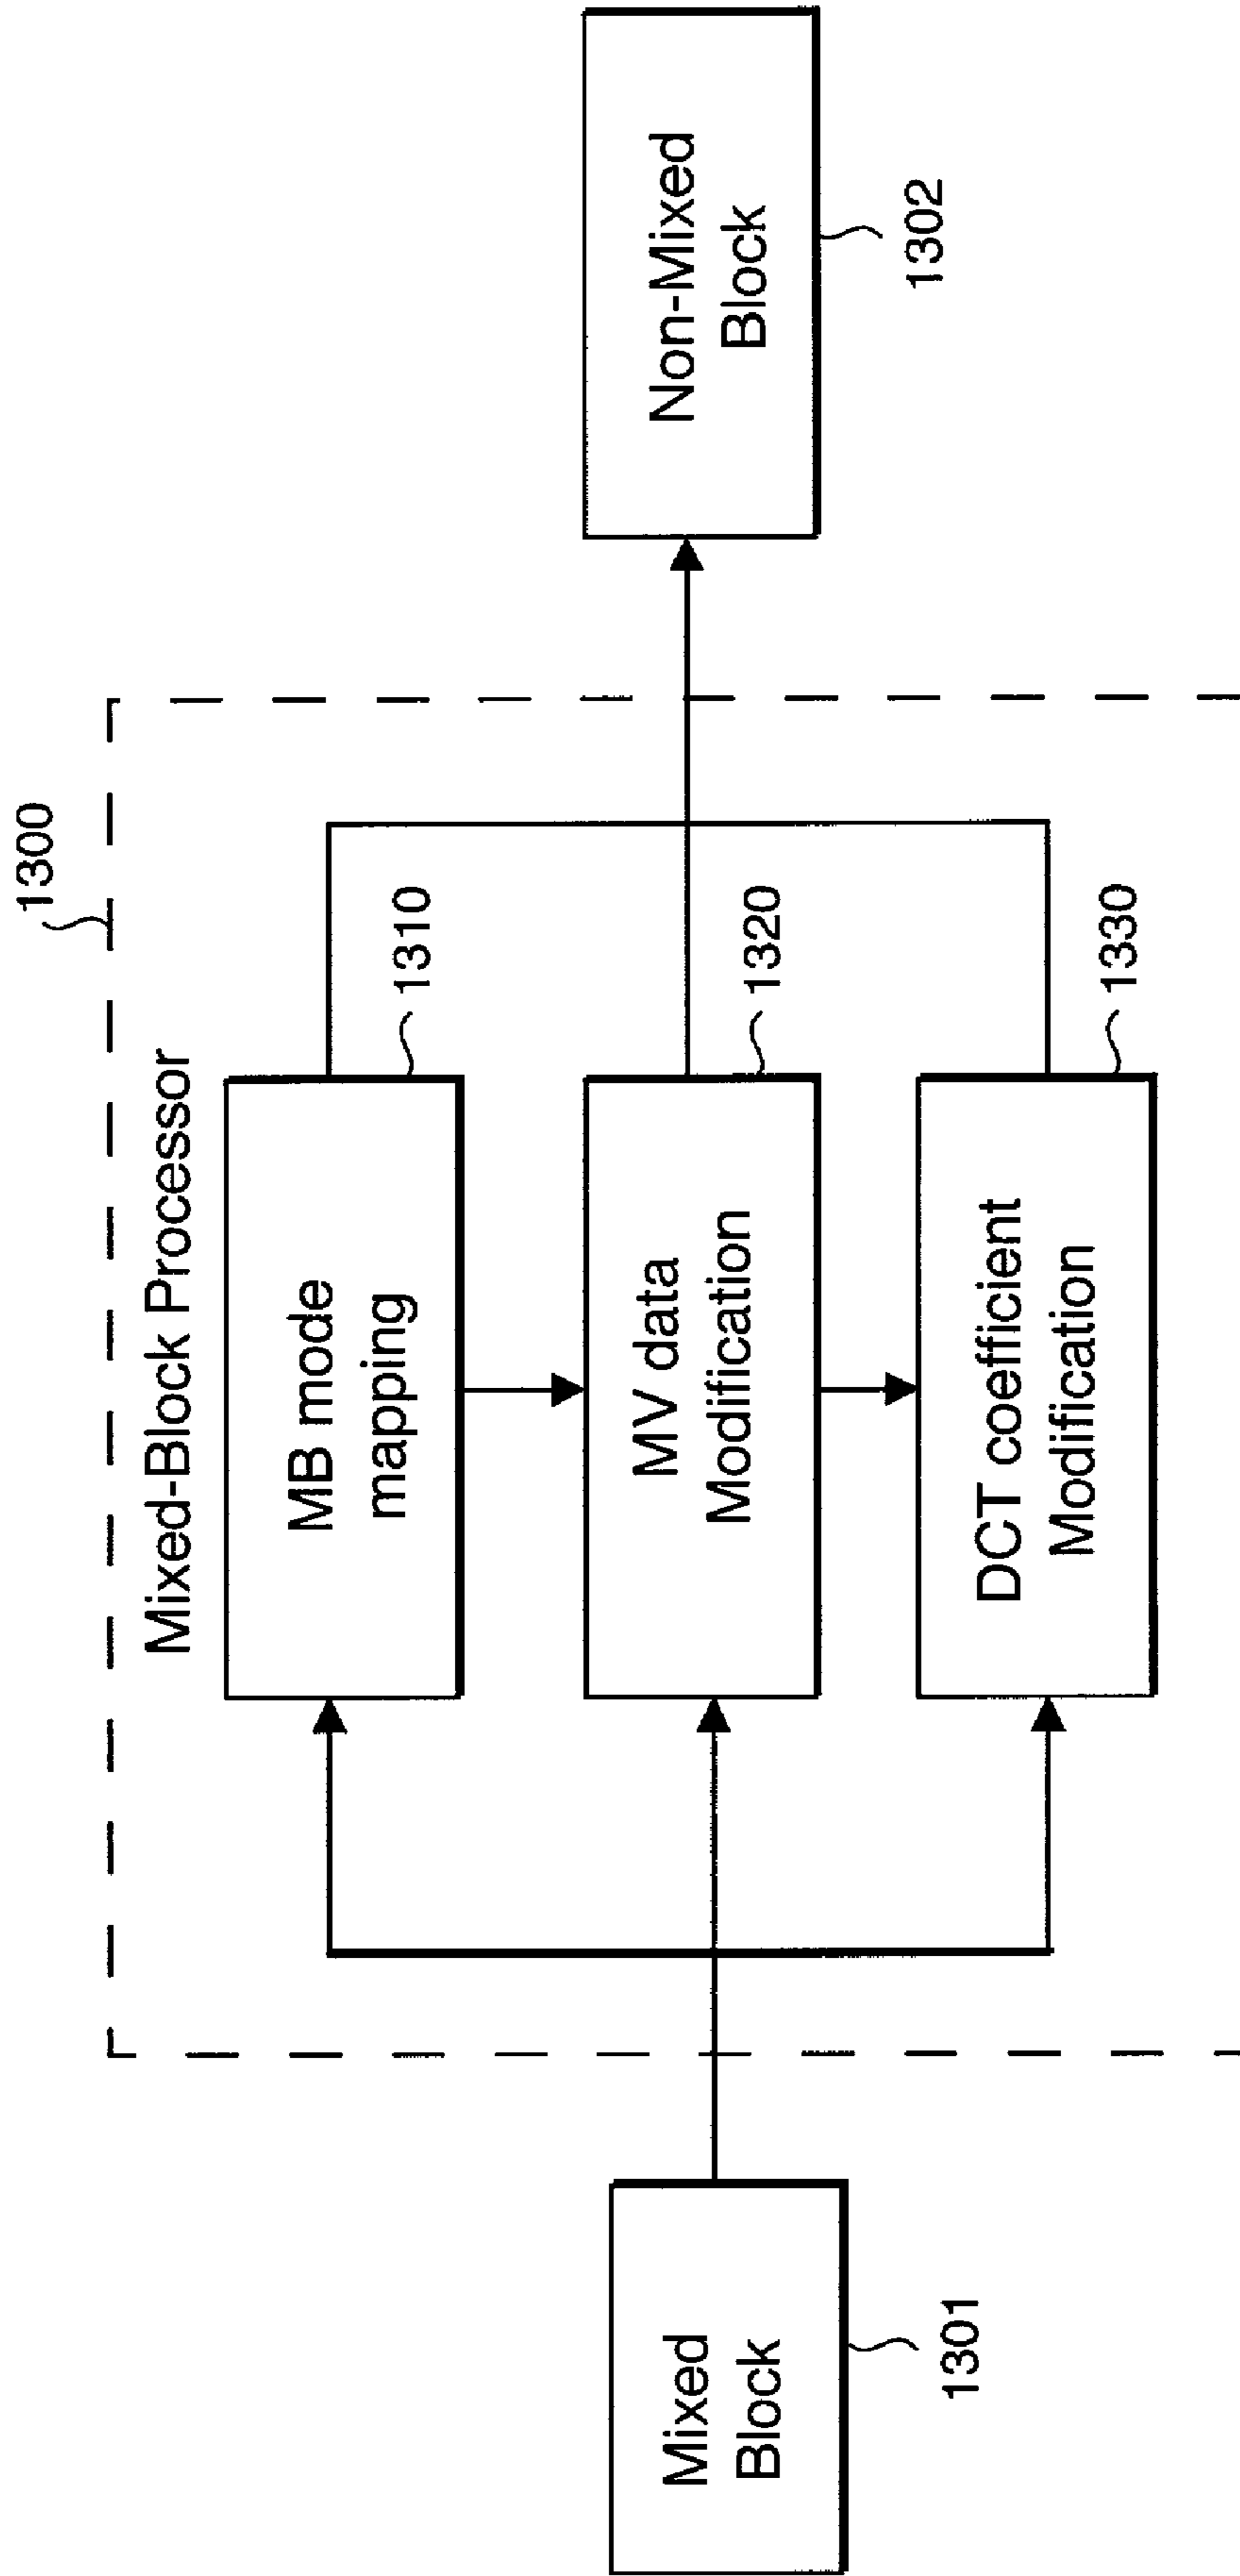 1300
Mixed-Block Processor
MB mode
mapping
1310
Mixed
Block
1301
MV data
Modification
1320
Non-Mixed
Block
1302
DCT coefficient
Modification
1330